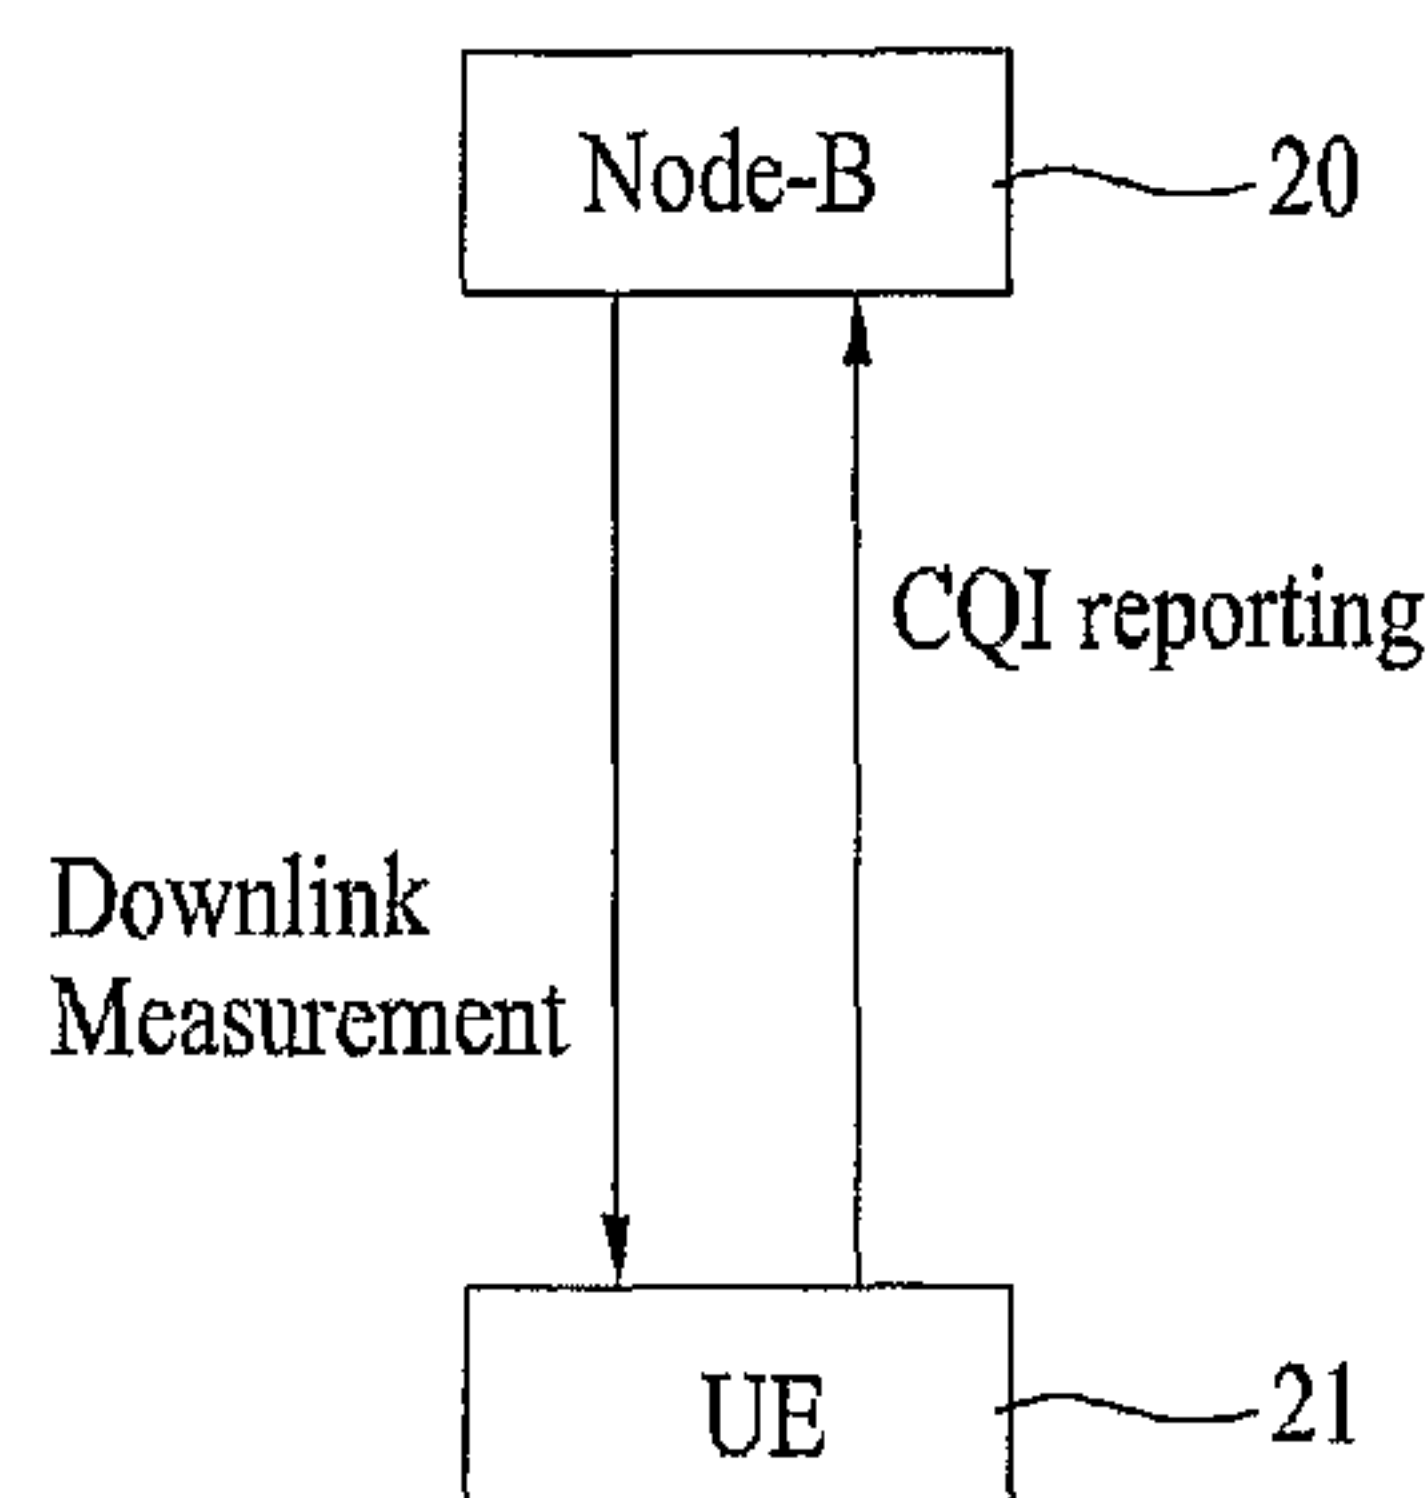 Node-B
20
CQI reporting
Downlink
Measurement
UE
21